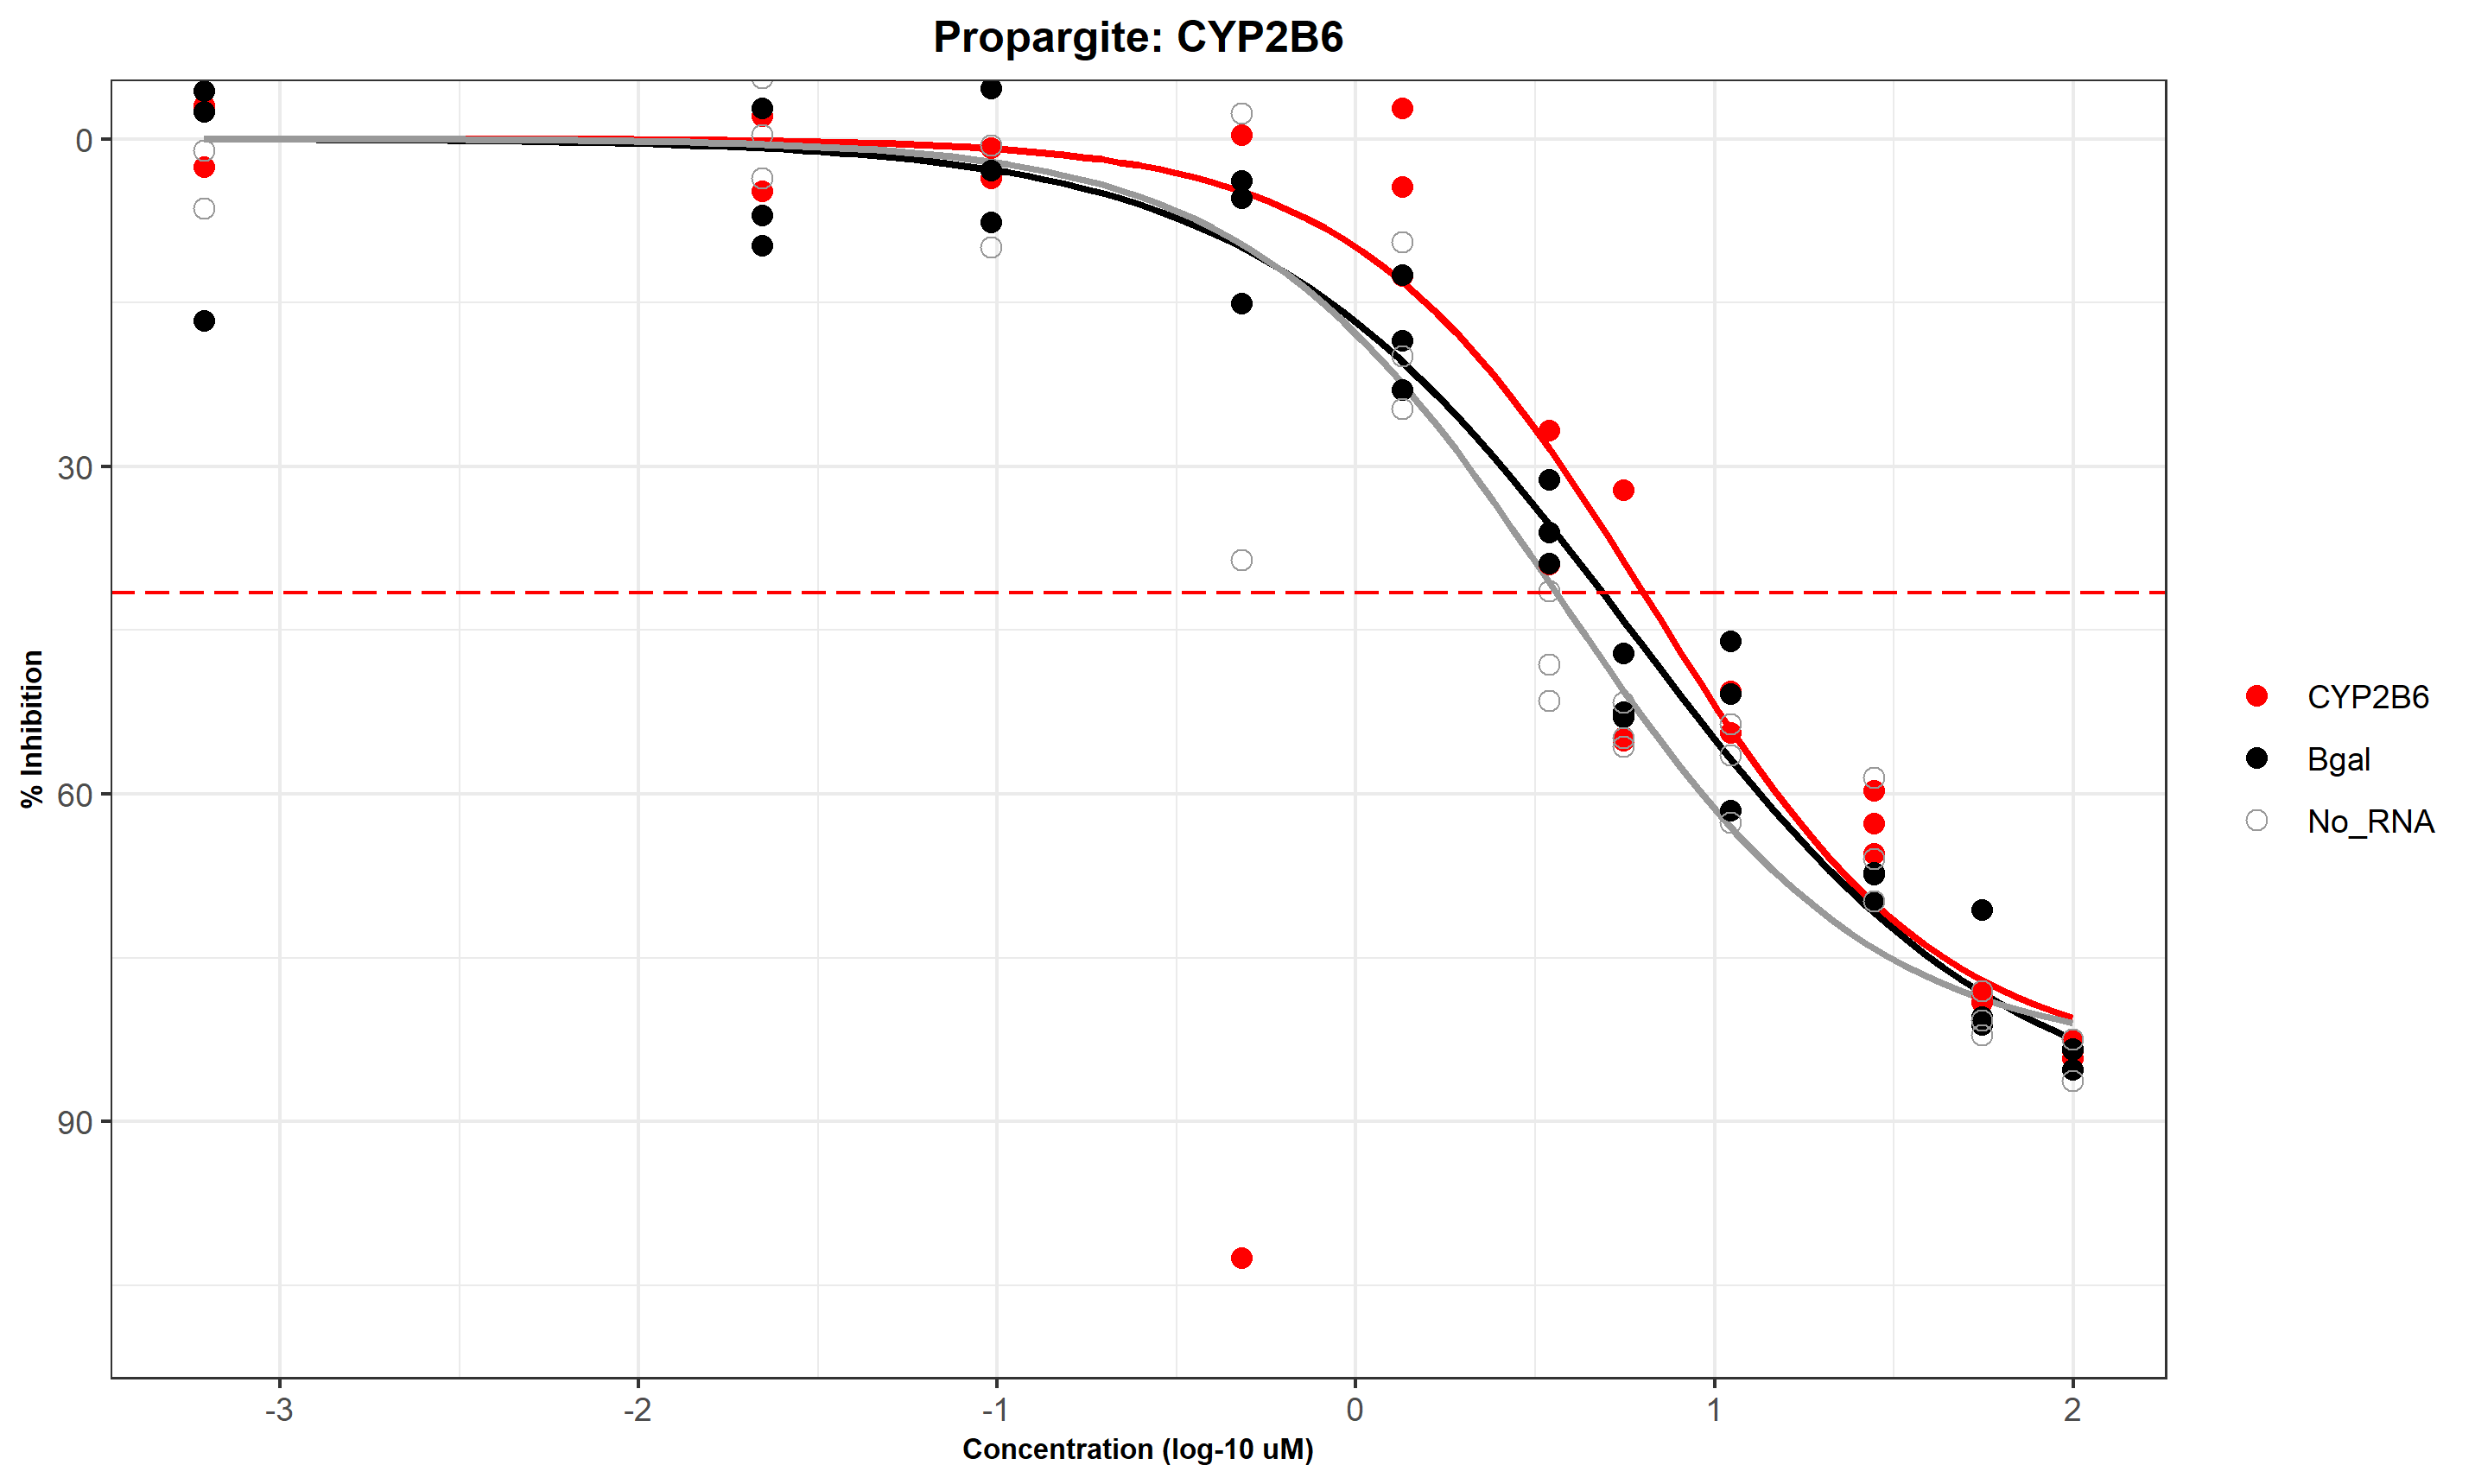 Propargite: CYP2B6
% Inhibition
0
30
60
90
-3
-2
-1
0
1
2
Concentration (log-10 uM)
CYP2B6
Bgal
No_RNA